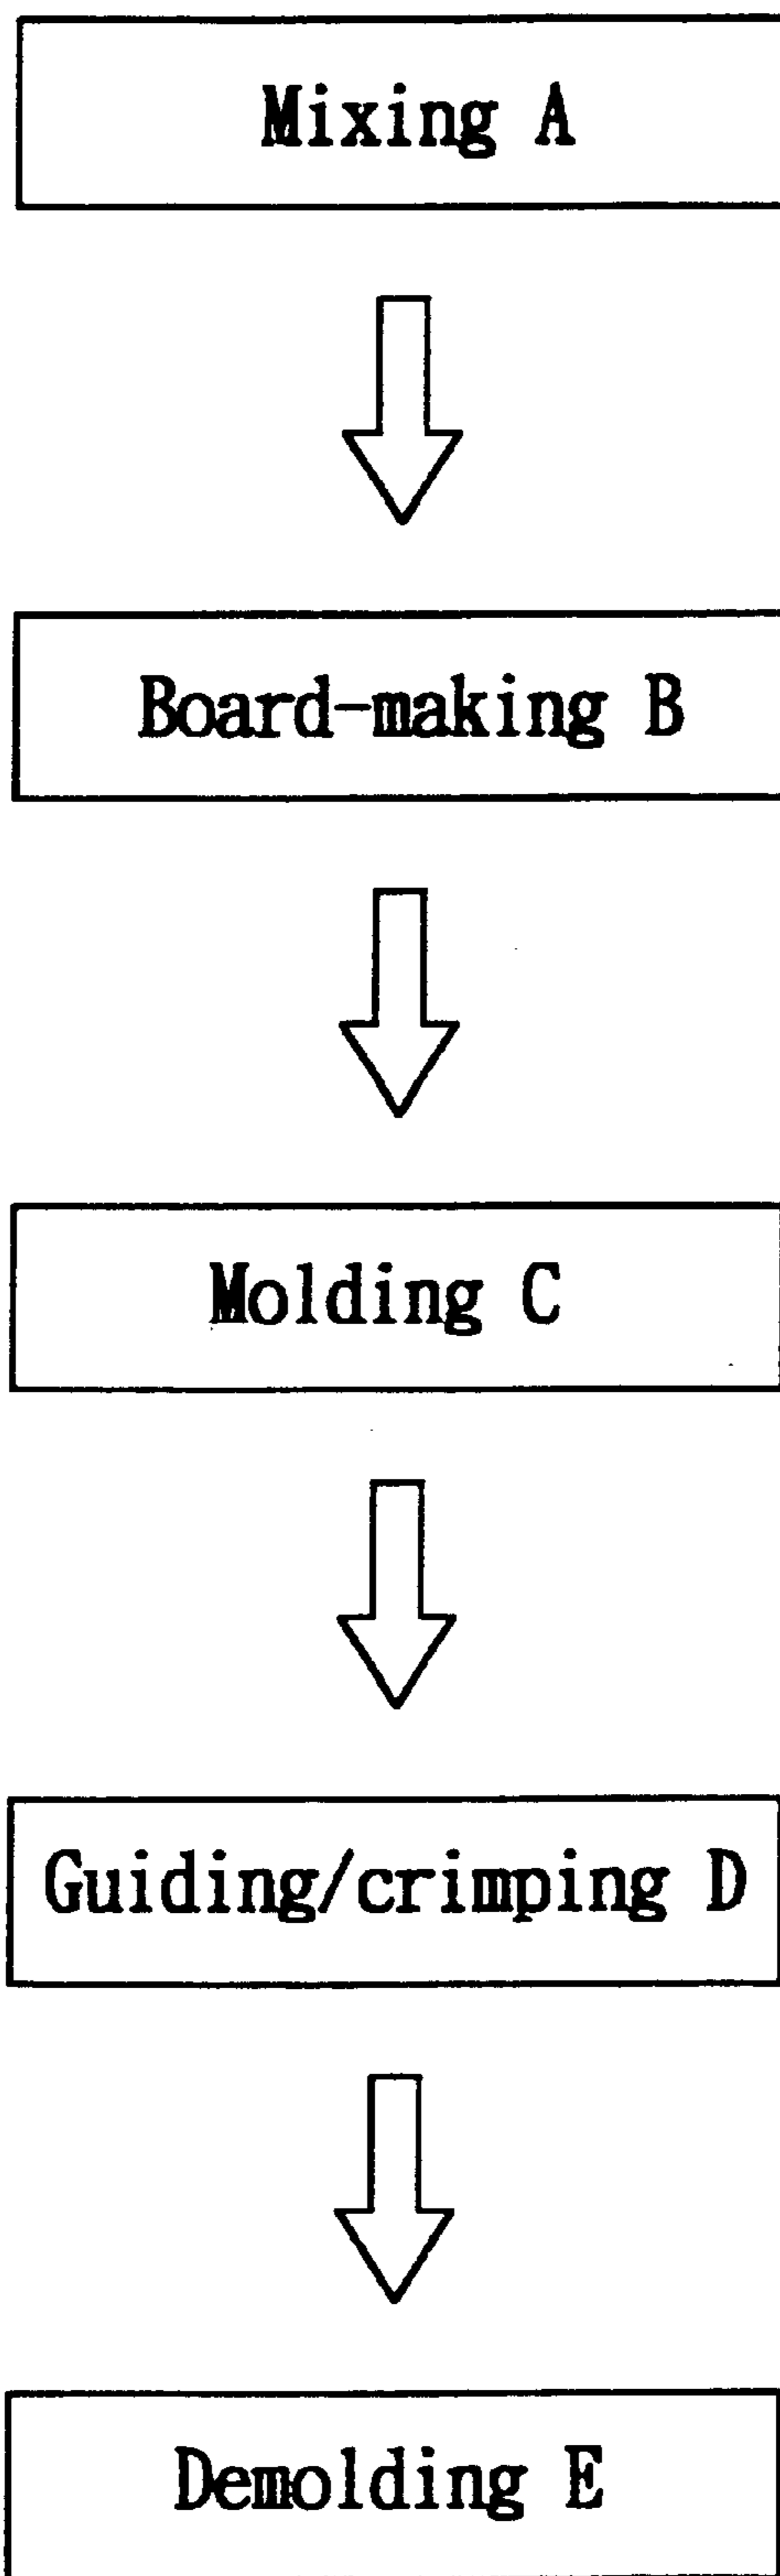 Mixing A
Board-making B
Molding C
Guiding/crimping D
Demolding E